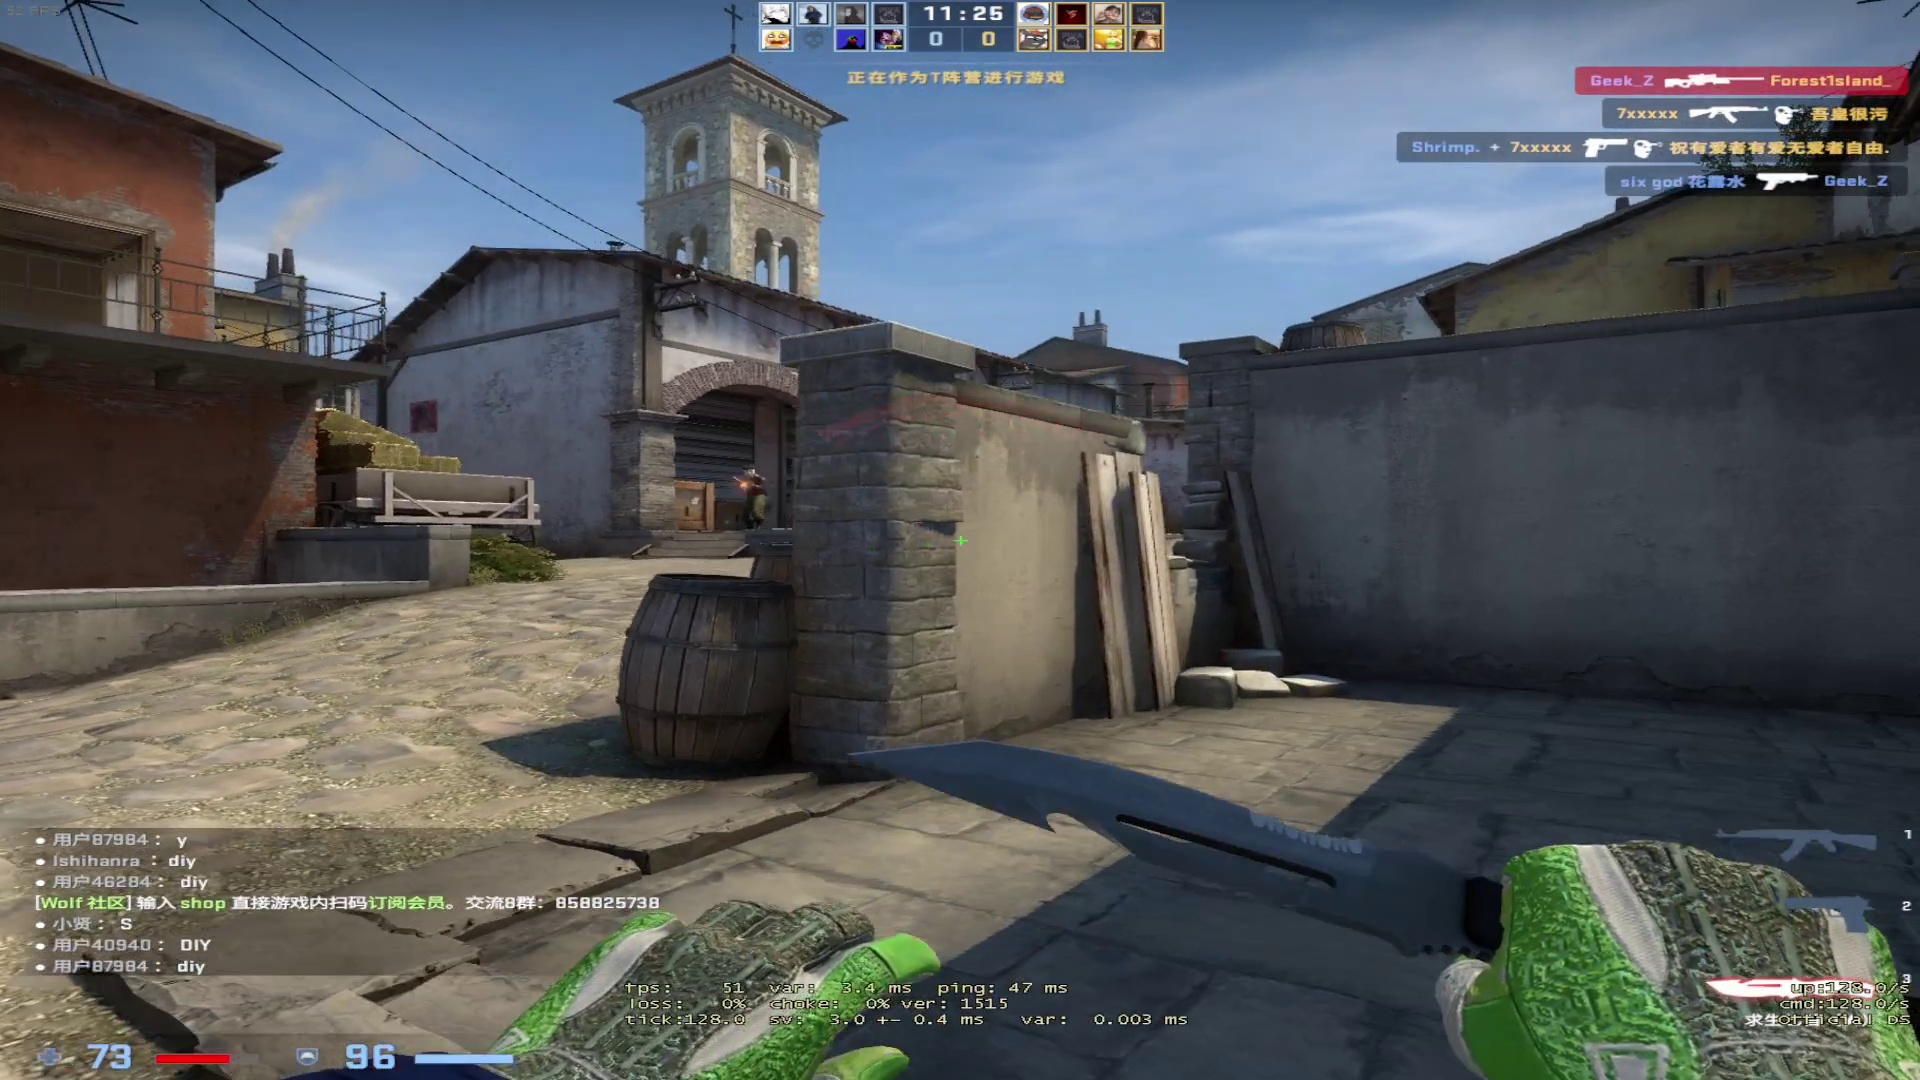 11:25
0 0
正在作为T阵营进行游戏
Geek_Z Forest1sland_
7xxxxx 吾皇很污
Shrimp. + 7xxxxx 祝有爱者有爱无爱者自由.
six god 花露水 Geek_Z
• 用户87984： y
• lshihanra： diy
• 用户46284： diy
[Wolf 社区] 输入 shop 直接游戏内扫码订阅会员。交流8群：858825738
• 小贤： S
• 用户40940： DIY
• 用户87984： diy
1
2
3
fps: 51 var: 3.4 ms ping: 47 ms
loss: 0% choke: 0% ver: 1515
tick:128.0 sv: 3.0 +- 0.4 ms var: 0.003 ms
up:128.0/s
cmd:128.0/s
Official DS
73 96